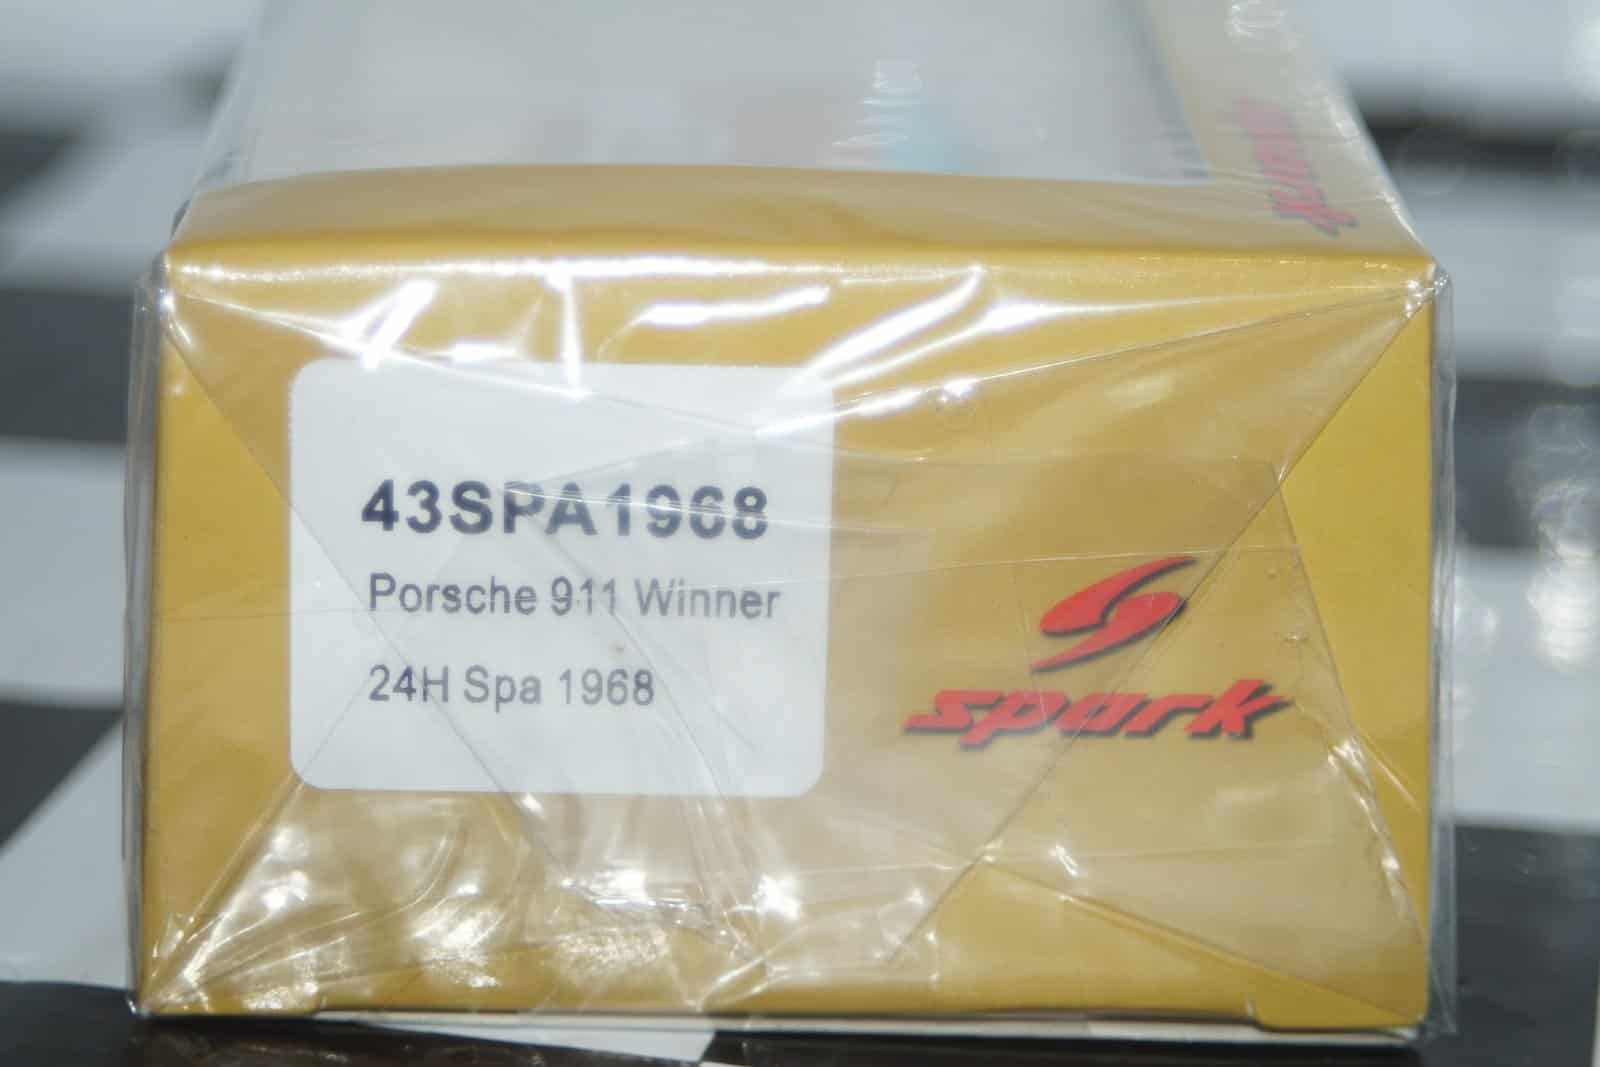 43SPA1968
Porsche 911 Winner
24H Spa 1968
spark